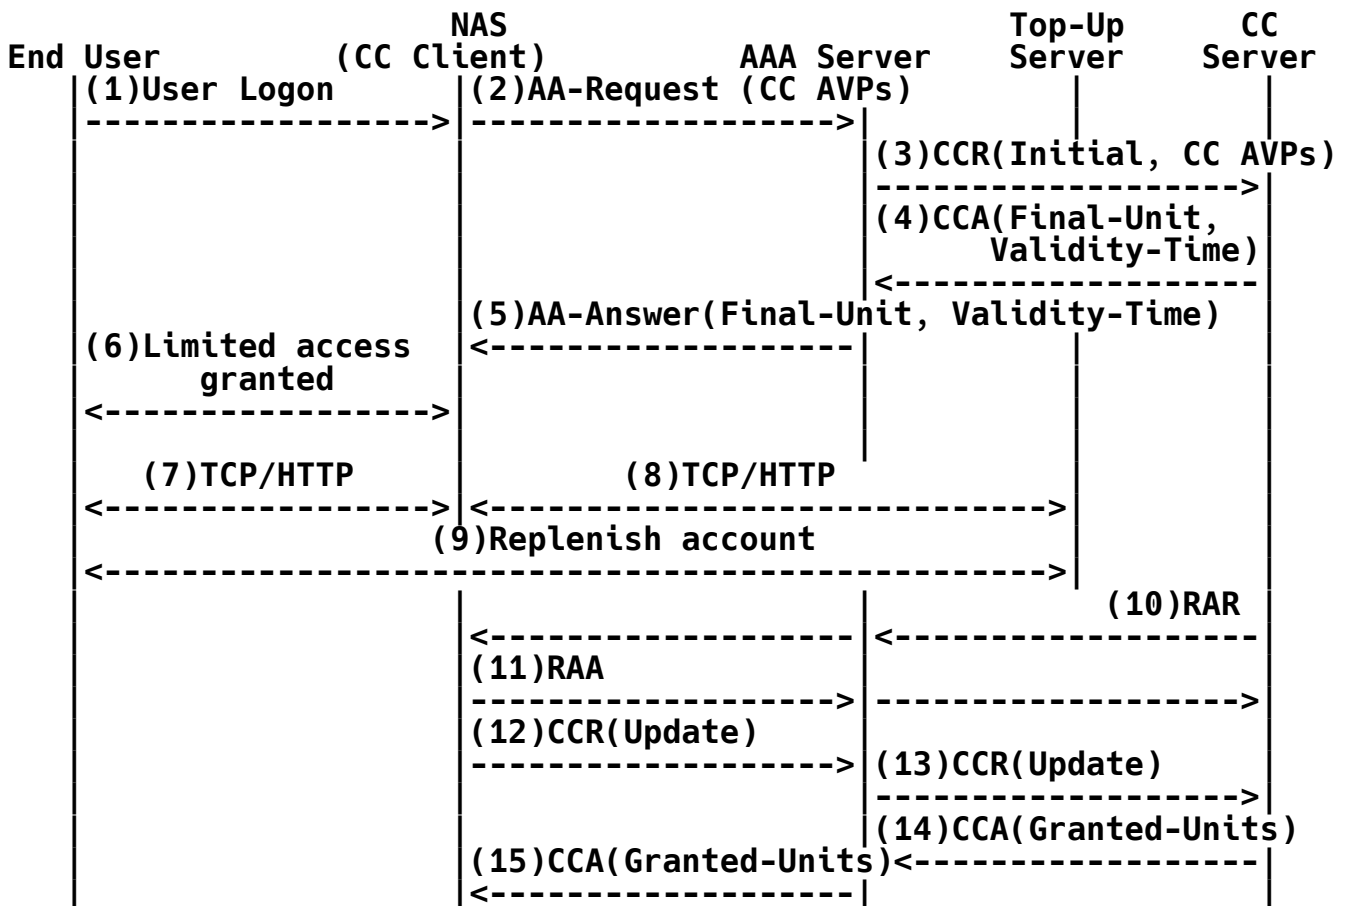 NAS                          Top-Up      CC
End User         (CC Client)          AAA Server    Server    Server
   |(1)User Logon      |(2)AA-Request (CC AVPs)        |         |
   |------------------>|------------------->|          |         |
   |                   |                    |(3)CCR(Initial, CC AVPs)
   |                   |                    |------------------->|
   |                   |                    |(4)CCA(Final-Unit,  |
   |                   |                    |      Validity-Time)|
   |                   |                    |<-------------------|
   |                   |(5)AA-Answer(Final-Unit, Validity-Time)  |
   |(6)Limited access  |<-------------------|          |         |
   |      granted      |                    |          |         |
   |<----------------->|                    |          |         |
   |                   |                    |          |         |
   |   (7)TCP/HTTP     |        (8)TCP/HTTP            |         |
   |<----------------->|<----------------------------->|         |
   |                 (9)Replenish account              |         |
   |<------------------------------------------------->|         |
   |                   |                    |            (10)RAR |
   |                   |<-------------------|<-------------------|
   |                   |(11)RAA             |                    |
   |                   |------------------->|------------------->|
   |                   |(12)CCR(Update)     |                    |
   |                   |------------------->|(13)CCR(Update)     |
   |                   |                    |------------------->|
   |                   |                    |(14)CCA(Granted-Units)
   |                   |(15)CCA(Granted-Units)<------------------|
   |                   |<-------------------|                    |